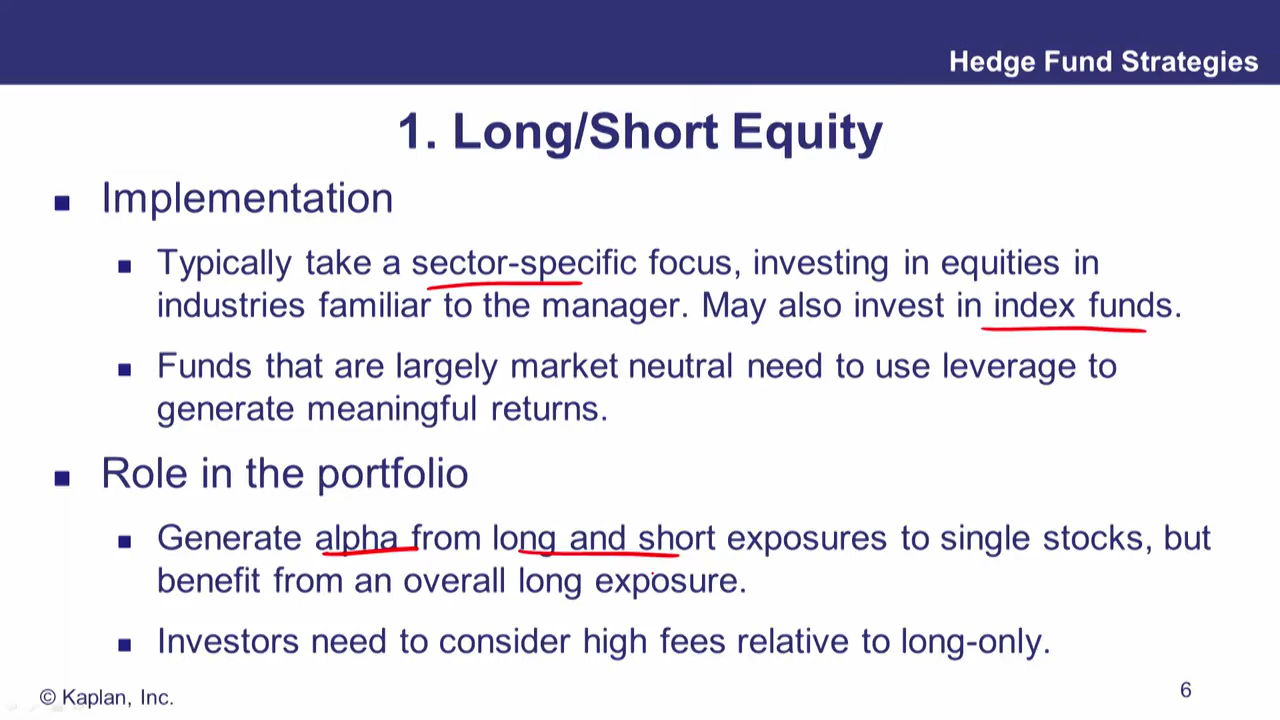 Hedge Fund Strategies
1. Long/Short Equity
Implementation
Typically take a sector-specific focus, investing in equities in
industries familiar to the manager. May also invest in index funds.
Funds that are largely market neutral need to use leverage to
generate meaningful returns.
Role in the portfolio
Generate alpha from long and short exposures to single stocks, but
benefit from an overall long exposure.
Investors need to consider high fees relative to long-only.
© Kaplan, Inc.
6